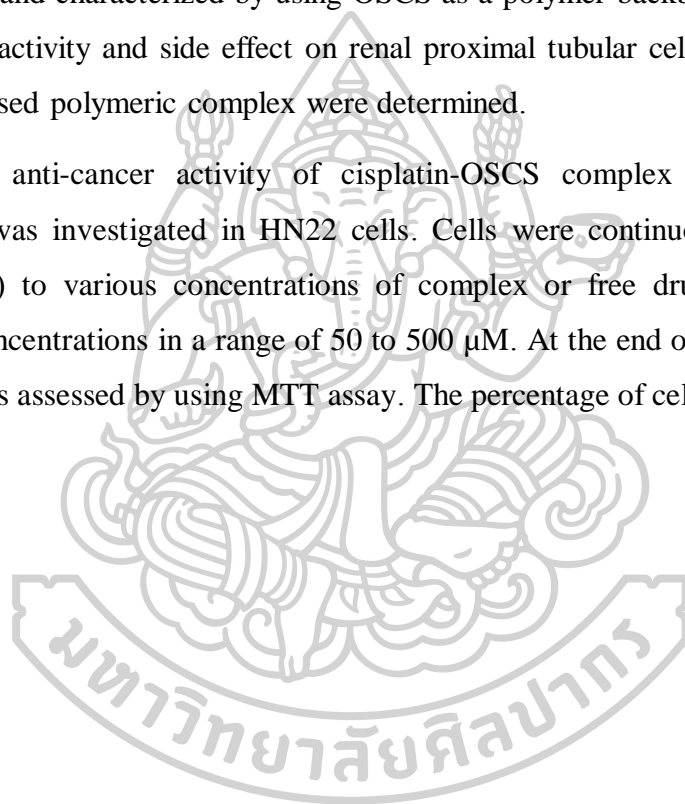 and characterized by using OSCS as a polymer backb
activity and side effect on renal proximal tubular cel
sed polymeric complex were determined.
anti-cancer activity of cisplatin-OSCS complex
was investigated in HN22 cells. Cells were continu
) to various concentrations of complex or free dru
ncentrations in a range of 50 to 500 µM. At the end o
s assessed by using MTT assay. The percentage of cel
มหาวิทยาลัยศิลปากร